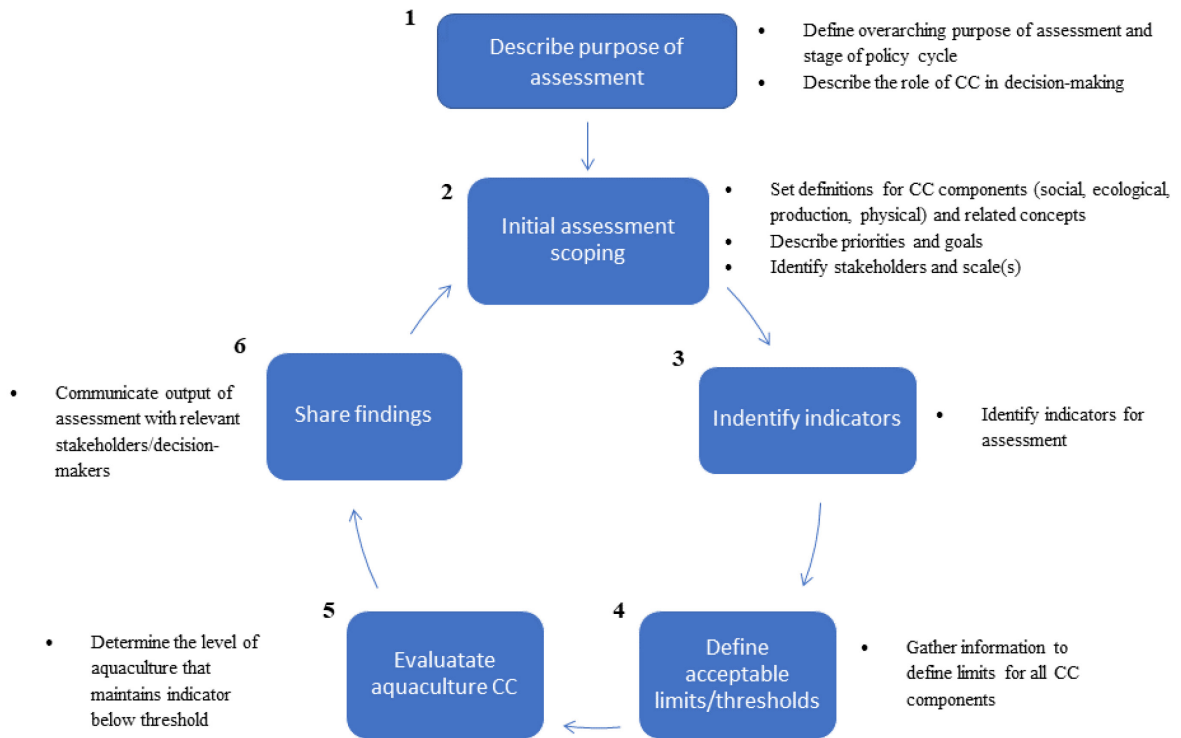 1
Describe purpose of
assessment
• Define overarching purpose of assessment and
stage of policy cycle
• Describe the role of CC in decision-making
2
Initial assessment
scoping
• Set definitions for CC components (social, ecological,
production, physical) and related concepts
• Describe priorities and goals
• Identify stakeholders and scale(s)
3
Indentify indicators
• Identify indicators for
assessment
4
Define
acceptable
limits/thresholds
• Gather information to
define limits for all CC
components
5
Evaluatate
aquaculture CC
• Determine the level of
aquaculture that
maintains indicator
below threshold
6
Share findings
• Communicate output of
assessment with relevant
stakeholders/decision-
makers